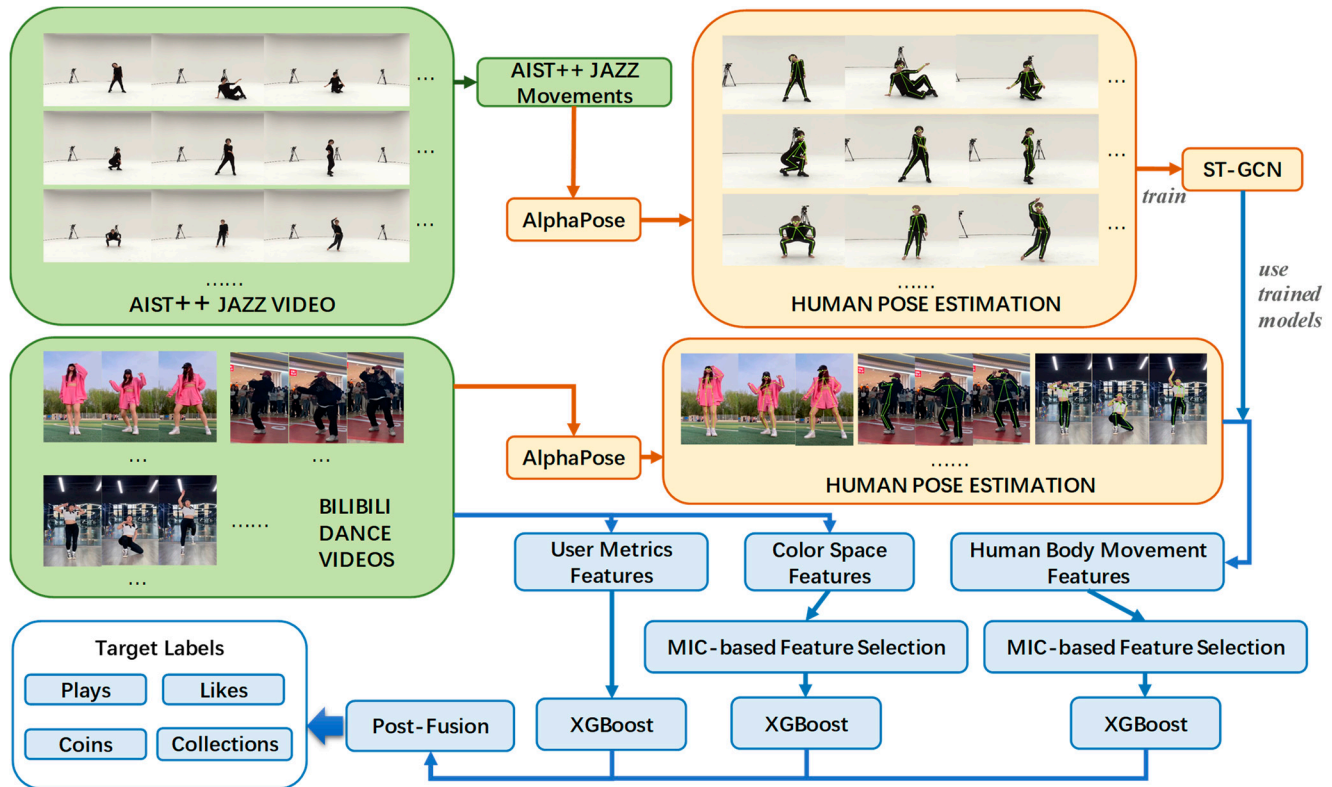 ...
...
...
......
AIST++ JAZZ VIDEO
AIST++ JAZZ
Movements
AlphaPose
...
...
...
......
HUMAN POSE ESTIMATION
train
ST-GCN
use
trained
models
...
...
...
......
BILIBILI
DANCE
VIDEOS
AlphaPose
......
HUMAN POSE ESTIMATION
User Metrics
Features
Color Space
Features
Human Body Movement
Features
MIC-based Feature Selection
MIC-based Feature Selection
XGBoost
XGBoost
XGBoost
Post-Fusion
Target Labels
Plays
Likes
Coins
Collections